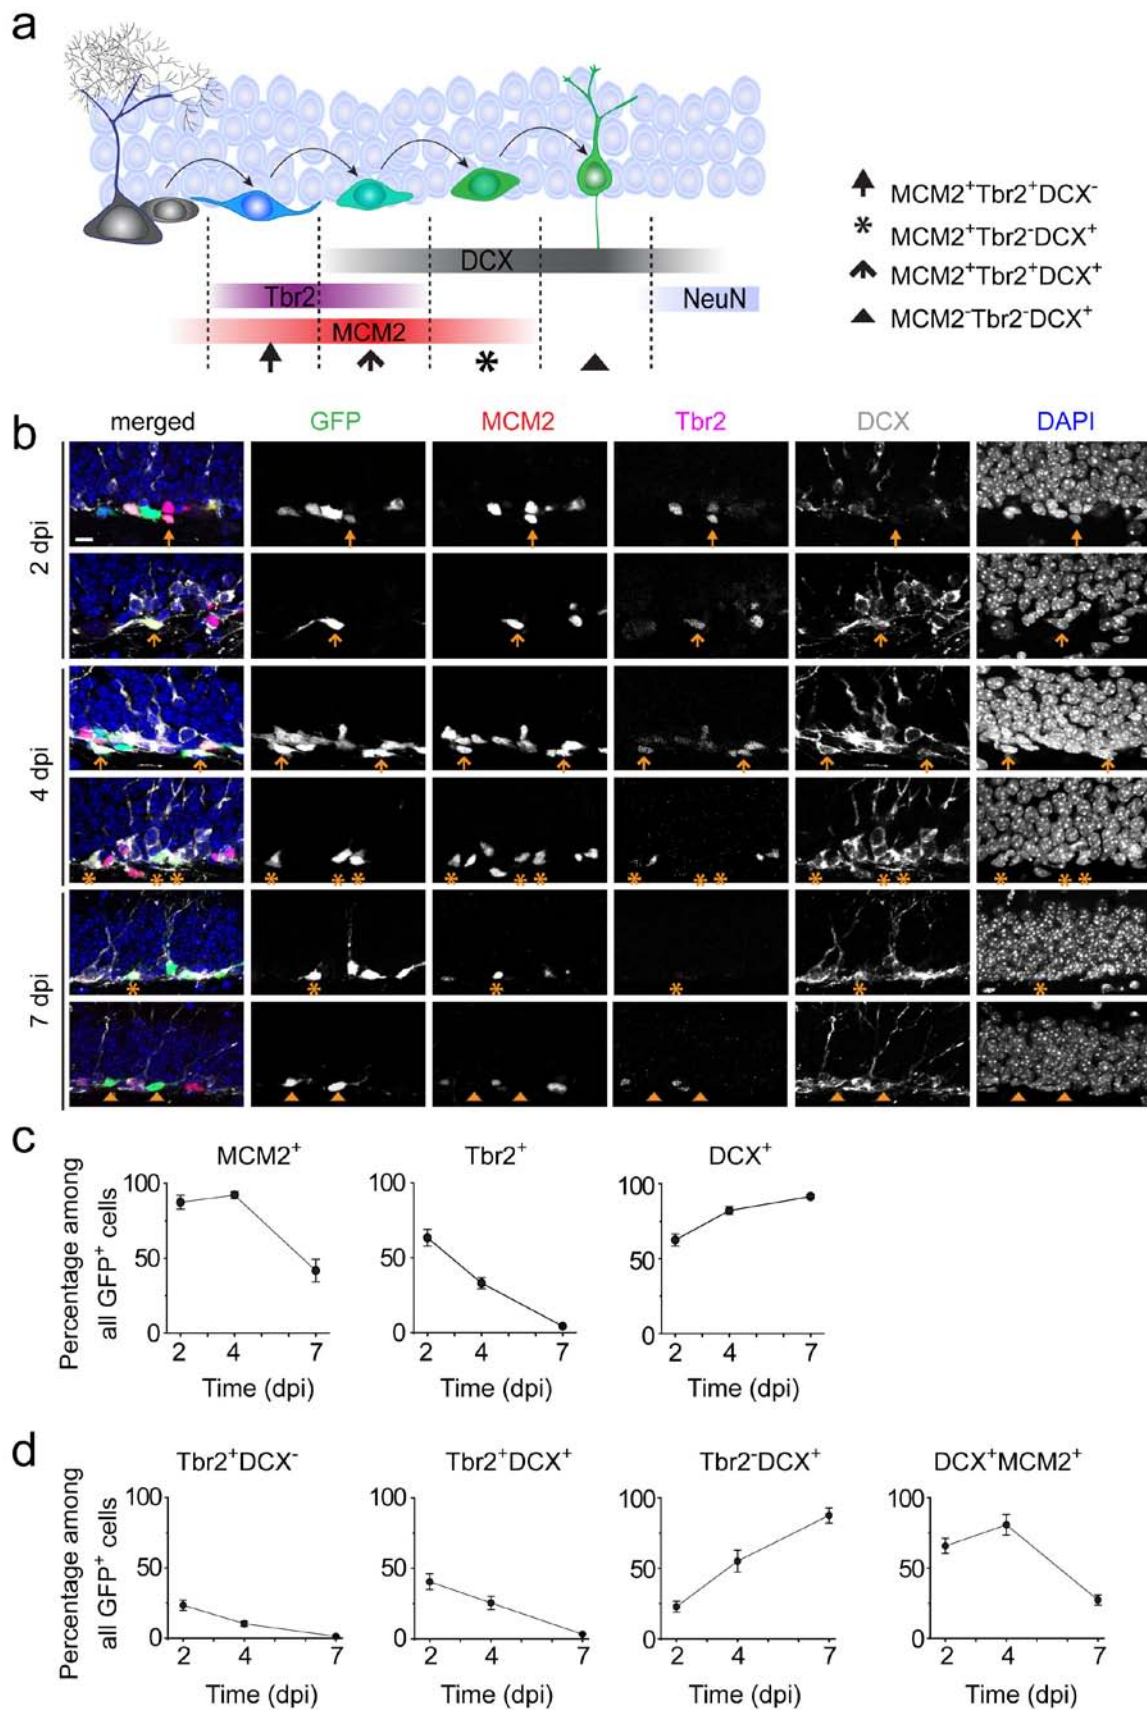 a
DCX
Tbr2
NeuN
MCM2
MCM2⁺Tbr2⁺DCX⁻
MCM2⁺Tbr2⁻DCX⁺
MCM2⁺Tbr2⁺DCX⁺
MCM2⁻Tbr2⁻DCX⁺
b
merged GFP MCM2 Tbr2 DCX DAPI
2 dpi
4 dpi
7 dpi
c
Percentage among
all GFP⁺ cells
MCM2⁺
100
50
0
2 4 7
Time (dpi)
Tbr2⁺
100
50
0
2 4 7
Time (dpi)
DCX⁺
100
50
0
2 4 7
Time (dpi)
d
Percentage among
all GFP⁺ cells
Tbr2⁺DCX⁻
100
50
0
2 4 7
Time (dpi)
Tbr2⁺DCX⁺
100
50
0
2 4 7
Time (dpi)
Tbr2⁻DCX⁺
100
50
0
2 4 7
Time (dpi)
DCX⁺MCM2⁺
100
50
0
2 4 7
Time (dpi)